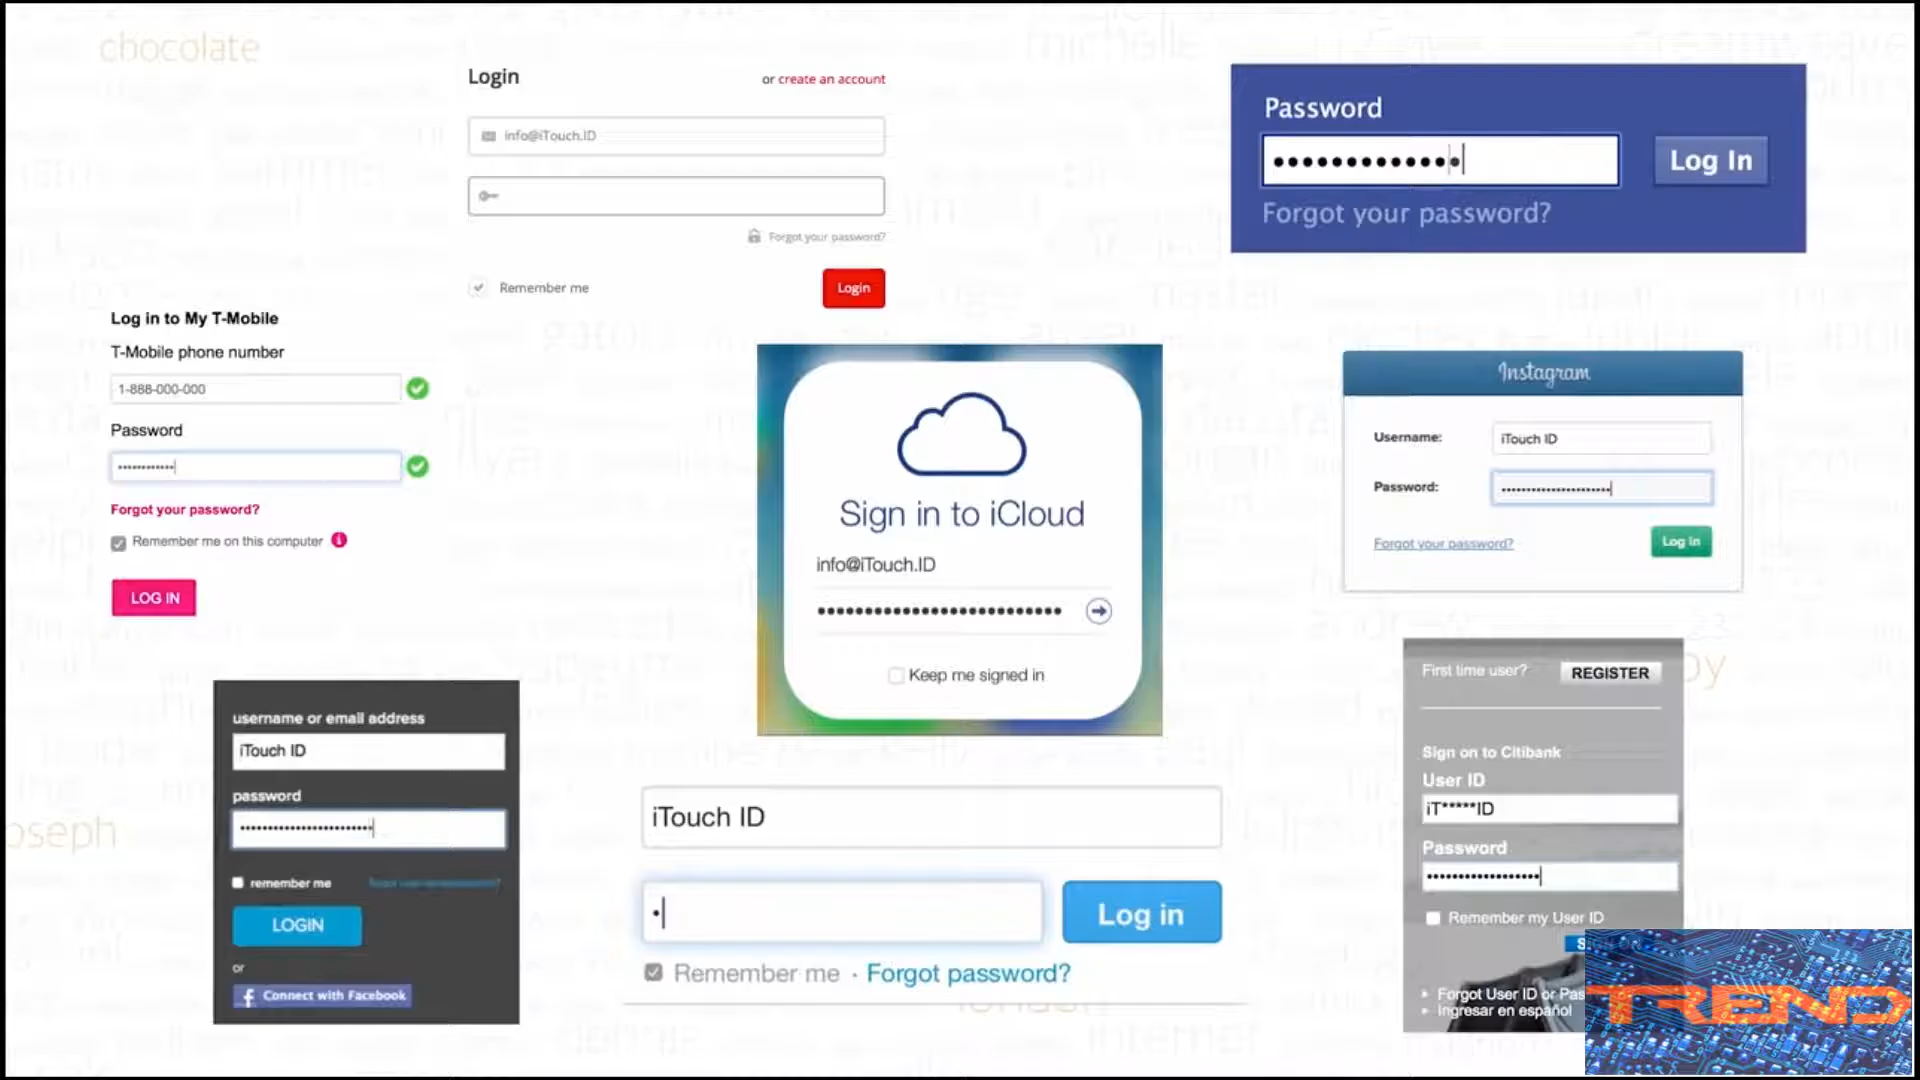 chocolate
michelle
Login
or create an account
info@iTouch.ID
Forgot your password?
Remember me
Login
Password
Log In
Forgot your password?
Log in to My T-Mobile
T-Mobile phone number
1-888-000-000
Password
Forgot your password?
Remember me on this computer
LOG IN
Sign in to iCloud
info@iTouch.ID
Keep me signed in
Instagram
Username:
iTouch ID
Password:
Forgot your password?
Log in
username or email address
iTouch ID
password
remember me
LOGIN
or
Connect with Facebook
iTouch ID
Log in
Remember me · Forgot password?
First time user?
REGISTER
Sign on to Citibank
User ID
iT*****ID
Password
Remember my User ID
Forgot User ID or Pas
Ingresar en español
oseph
TREND